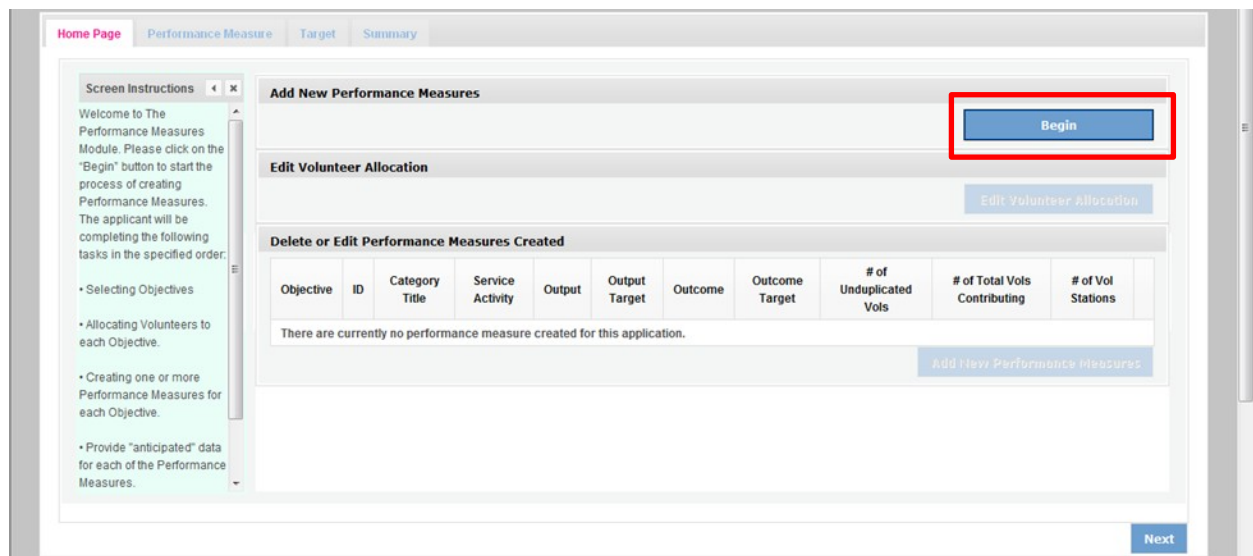 Home Page Performance Measure Target Summary
Screen Instructions
Welcome to The
Performance Measures
Module. Please click on the
"Begin" button to start the
process of creating
Performance Measures.
The applicant will be
completing the following
tasks in the specified order:
• Selecting Objectives
• Allocating Volunteers to
each Objective.
• Creating one or more
Performance Measures for
each Objective.
• Provide "anticipated" data
for each of the Performance
Measures.
Add New Performance Measures
Begin
Edit Volunteer Allocation
Edit Volunteer Allocation
Delete or Edit Performance Measures Created
Objective ID Category Title Service Activity Output Output Target Outcome Outcome Target # of Unduplicated Vols # of Total Vols Contributing # of Vol Stations
There are currently no performance measure created for this application.
Add New Performance Measures
Next